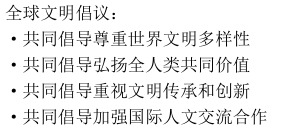 全球文明倡议：
·共同倡导尊重世界文明多样性
·共同倡导弘扬全人类共同价值
·共同倡导重视文明传承和创新
·共同倡导加强国际人文交流合作